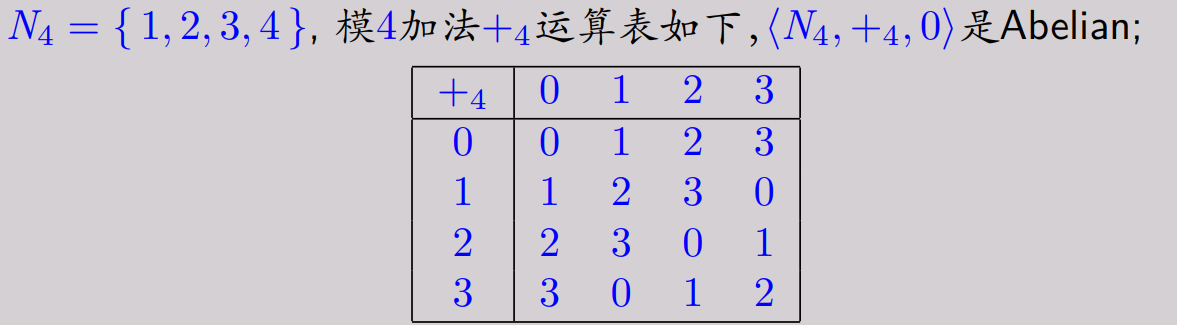 N₄ = { 1, 2, 3, 4 }, 模4加法+₄运算表如下,⟨N₄, +₄, 0⟩是Abelian;
+₄ 0 1 2 3
0 0 1 2 3
1 1 2 3 0
2 2 3 0 1
3 3 0 1 2